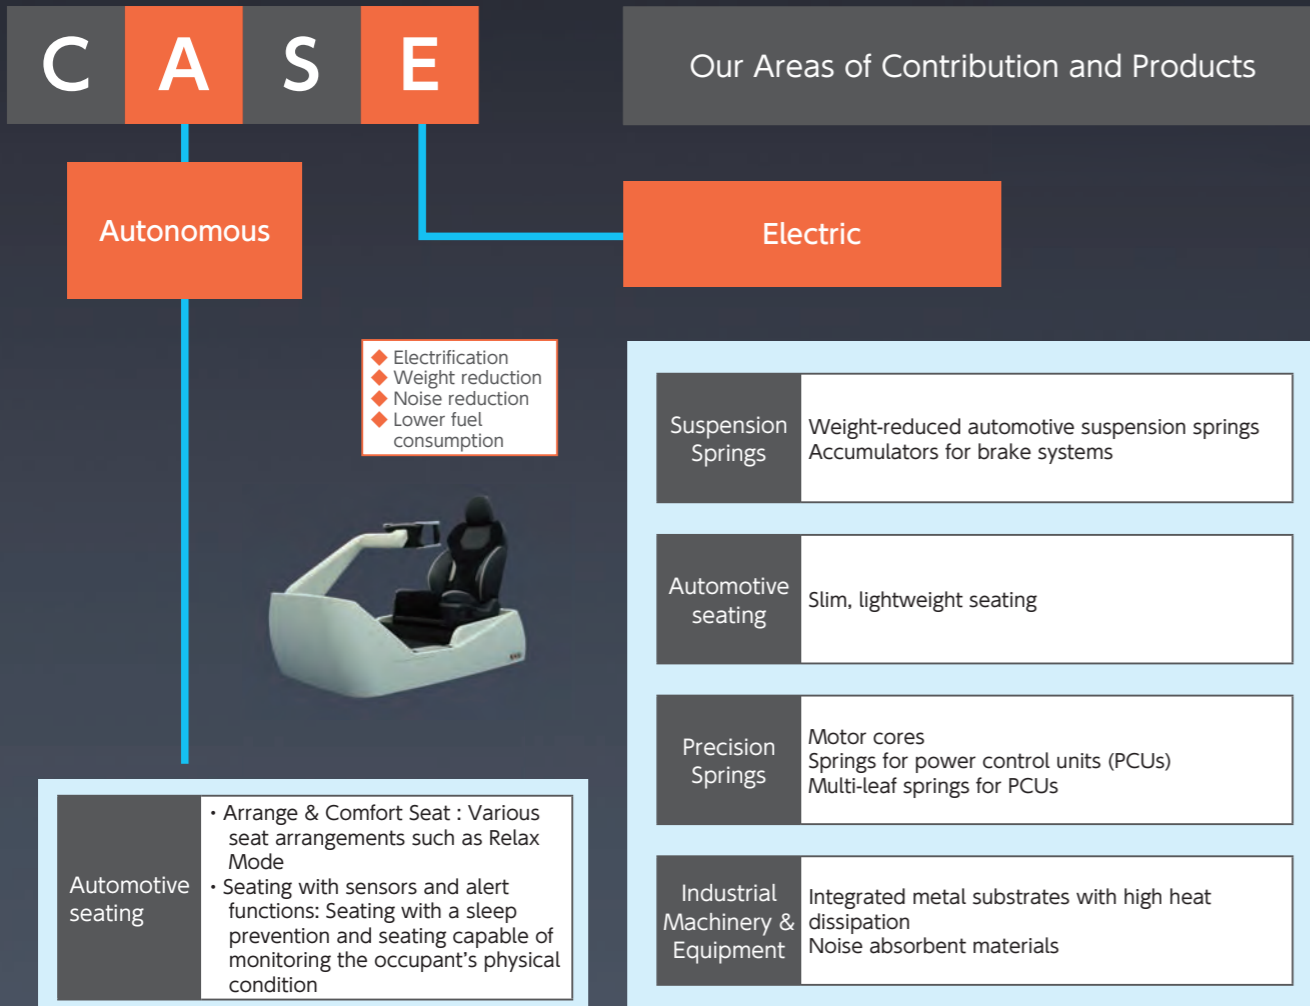 C A S E
Our Areas of Contribution and Products
Autonomous
Electric
◆ Electrification
◆ Weight reduction
◆ Noise reduction
◆ Lower fuel
consumption
Suspension
Springs
Weight-reduced automotive suspension springs
Accumulators for brake systems
Automotive
seating
Slim, lightweight seating
Precision
Springs
Motor cores
Springs for power control units (PCUs)
Multi-leaf springs for PCUs
Industrial
Machinery &
Equipment
Integrated metal substrates with high heat
dissipation
Noise absorbent materials
Automotive
seating
・Arrange & Comfort Seat : Various
seat arrangements such as Relax
Mode
・Seating with sensors and alert
functions: Seating with a sleep
prevention and seating capable of
monitoring the occupant's physical
condition